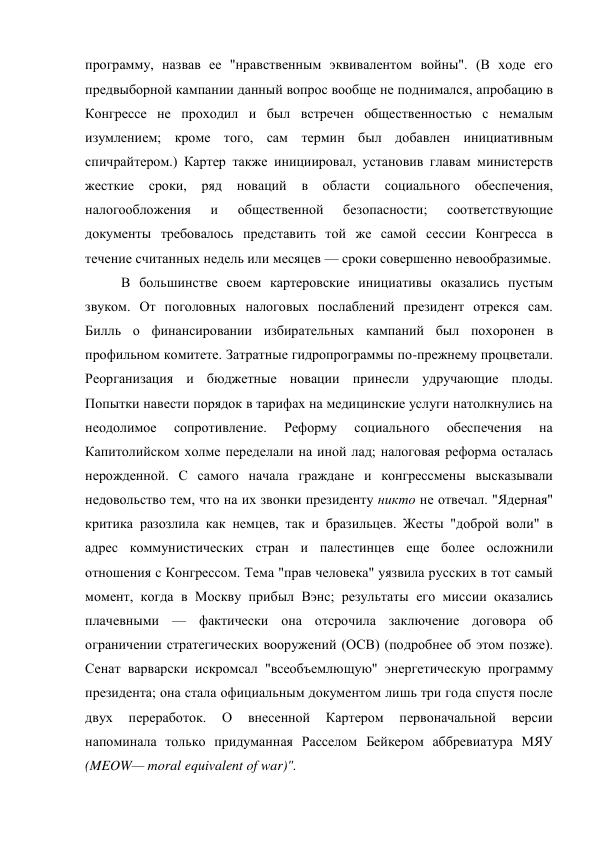 программу, назвав ее "нравственным эквивалентом войны". (В ходе его
предвыборной кампании данный вопрос вообще не поднимался, апробацию в
Конгрессе не проходил и был встречен общественностью с немалым
изумлением; кроме того, сам термин был добавлен инициативным
спичрайтером.) Картер также инициировал, установив главам министерств
жесткие сроки, ряд новаций в области социального обеспечения,
налогообложения и общественной безопасности; соответствующие
документы требовалось представить той же самой сессии Конгресса в
течение считанных недель или месяцев — сроки совершенно невообразимые.
В большинстве своем картеровские инициативы оказались пустым
звуком. От поголовных налоговых послаблений президент отрекся сам.
Билль о финансировании избирательных кампаний был похоронен в
профильном комитете. Затратные гидропрограммы по-прежнему процветали.
Реорганизация и бюджетные новации принесли удручающие плоды.
Попытки навести порядок в тарифах на медицинские услуги натолкнулись на
неодолимое сопротивление. Реформу социального обеспечения на
Капитолийском холме переделали на иной лад; налоговая реформа осталась
нерожденной. С самого начала граждане и конгрессмены высказывали
недовольство тем, что на их звонки президенту никто не отвечал. "Ядерная"
критика разозлила как немцев, так и бразильцев. Жесты "доброй воли" в
адрес коммунистических стран и палестинцев еще более осложнили
отношения с Конгрессом. Тема "прав человека" уязвила русских в тот самый
момент, когда в Москву прибыл Вэнс; результаты его миссии оказались
плачевными — фактически она отсрочила заключение договора об
ограничении стратегических вооружений (ОСВ) (подробнее об этом позже).
Сенат варварски искромсал "всеобъемлющую" энергетическую программу
президента; она стала официальным документом лишь три года спустя после
двух переработок. О внесенной Картером первоначальной версии
напоминала только придуманная Расселом Бейкером аббревиатура МЯУ
(MEOW— moral equivalent of war)".